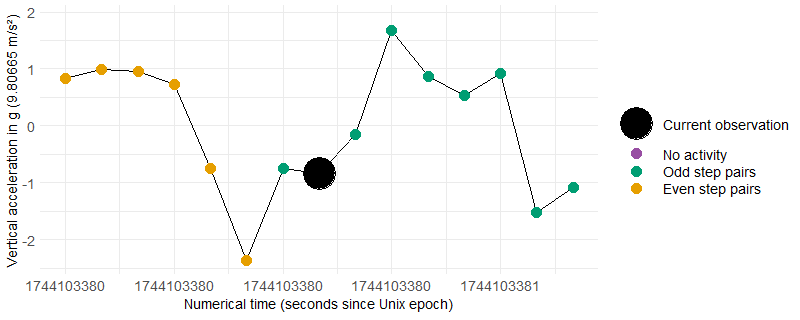 Vertical acceleration in g (9.80665 m/s²)
2
1
0
-1
-2
1744103380
1744103380
1744103380
1744103380
1744103381
Numerical time (seconds since Unix epoch)
Current observation
No activity
Odd step pairs
Even step pairs